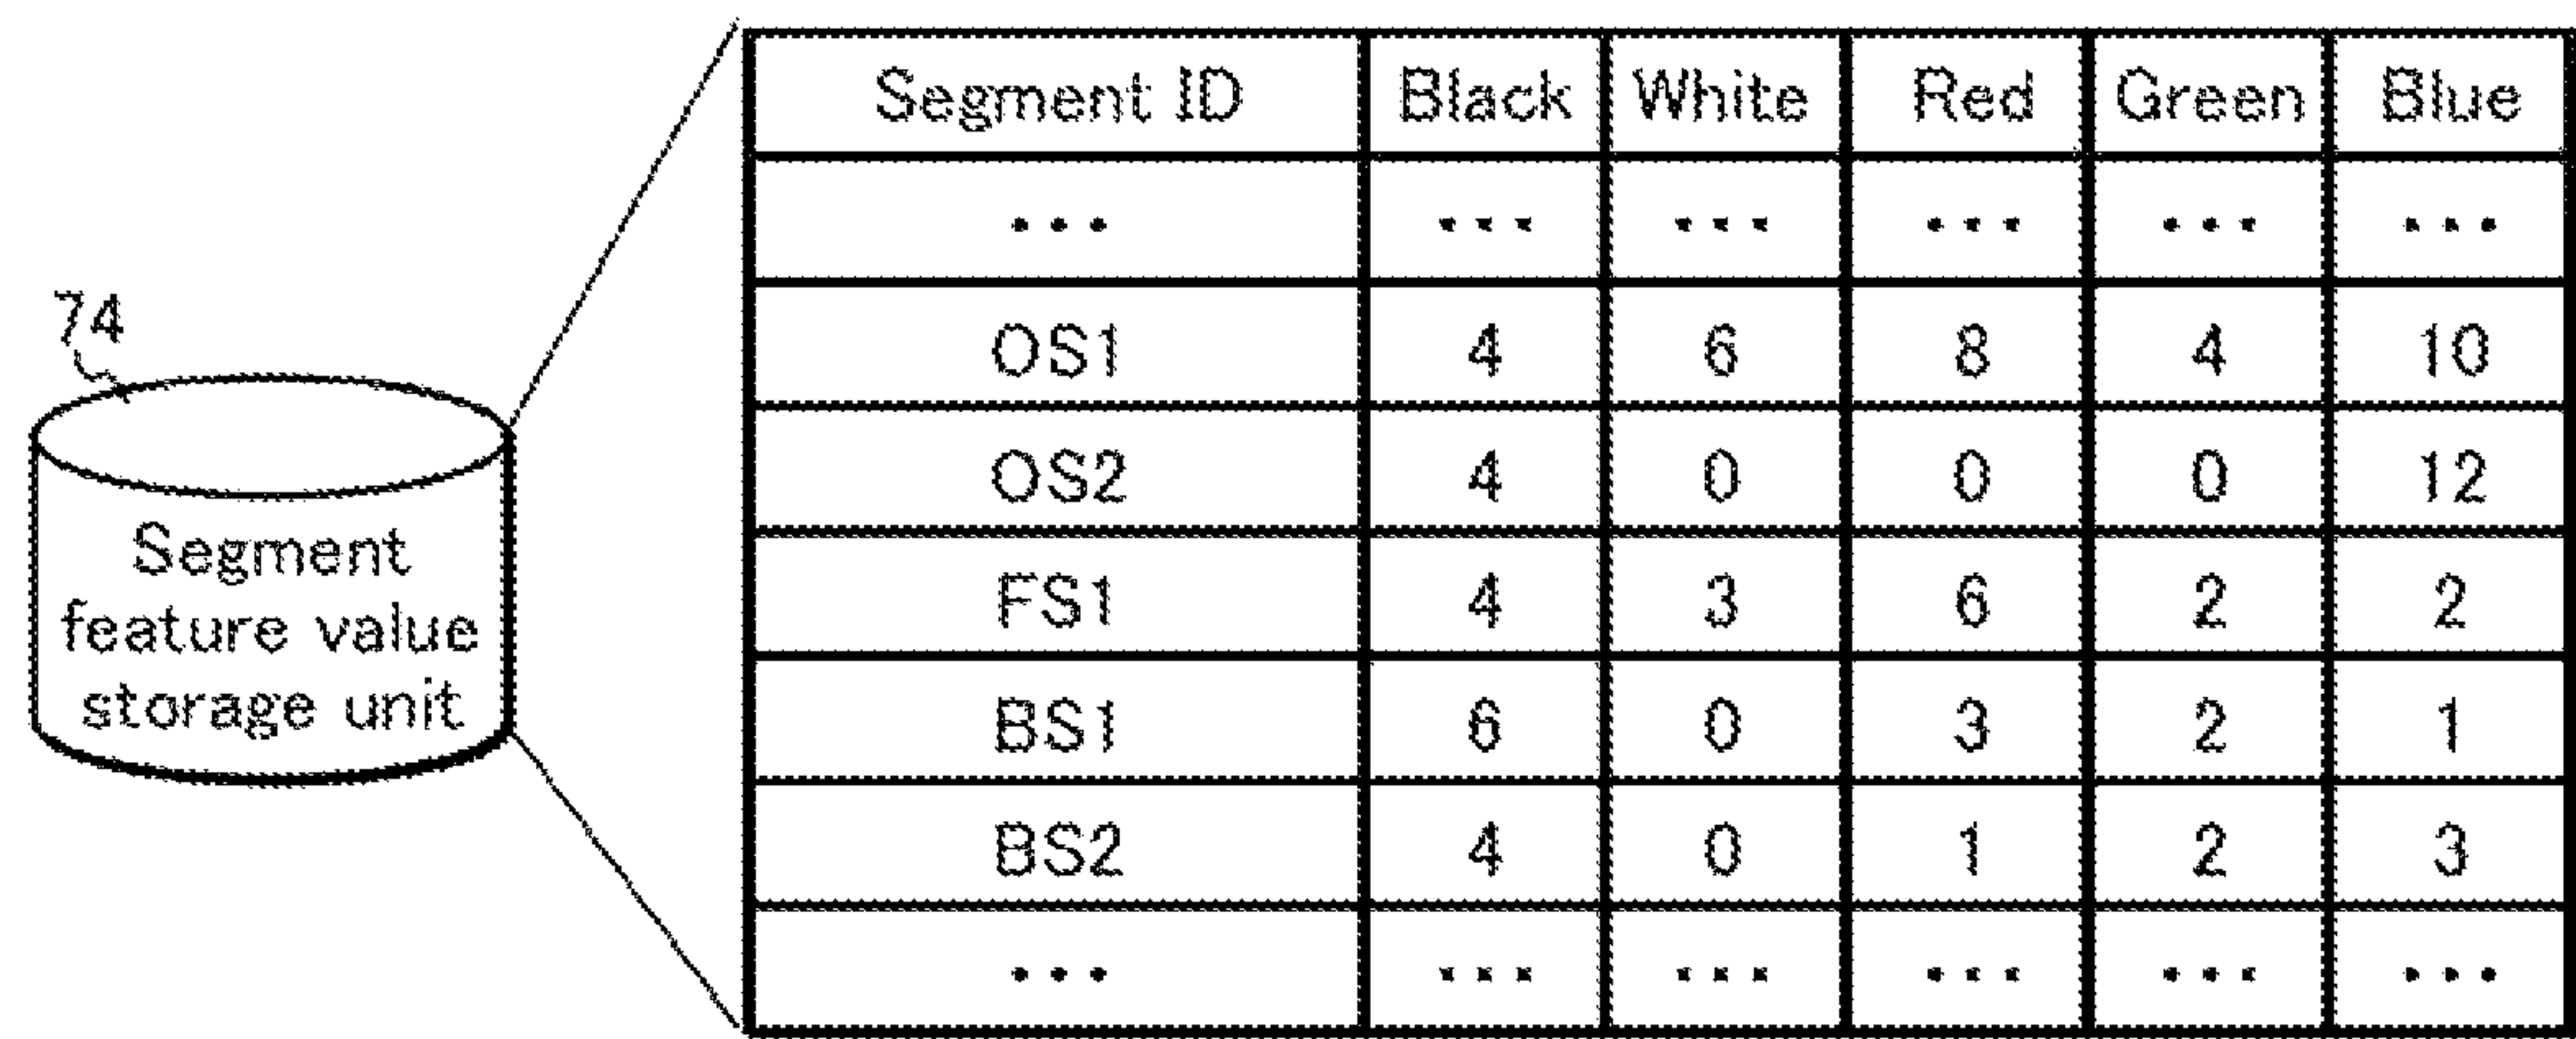 74
Segment
feature value
storage unit
Segment ID Black White Red Green Blue
... ... ... ... ... ...
OS1 4 6 8 4 10
OS2 4 0 0 0 12
FS1 4 3 6 2 2
BS1 6 0 3 2 1
BS2 4 0 1 2 3
... ... ... ... ... ...